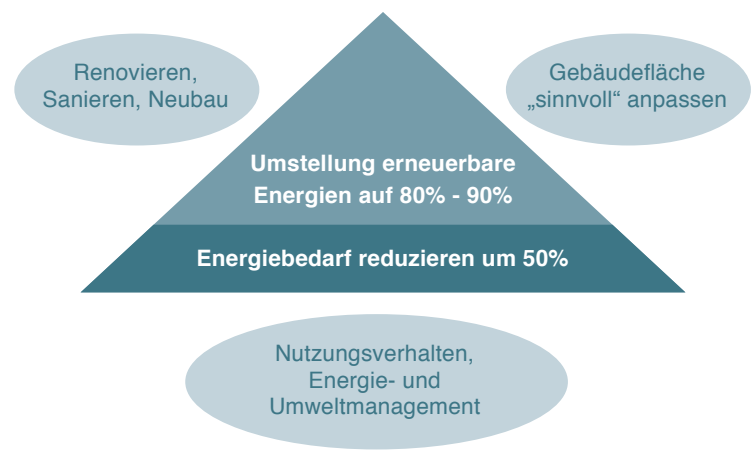 Renovieren,
Sanieren, Neubau
Gebäudefläche
„sinnvoll“ anpassen
Umstellung erneuerbare
Energien auf 80% - 90%
Energiebedarf reduzieren um 50%
Nutzungsverhalten,
Energie- und
Umweltmanagement